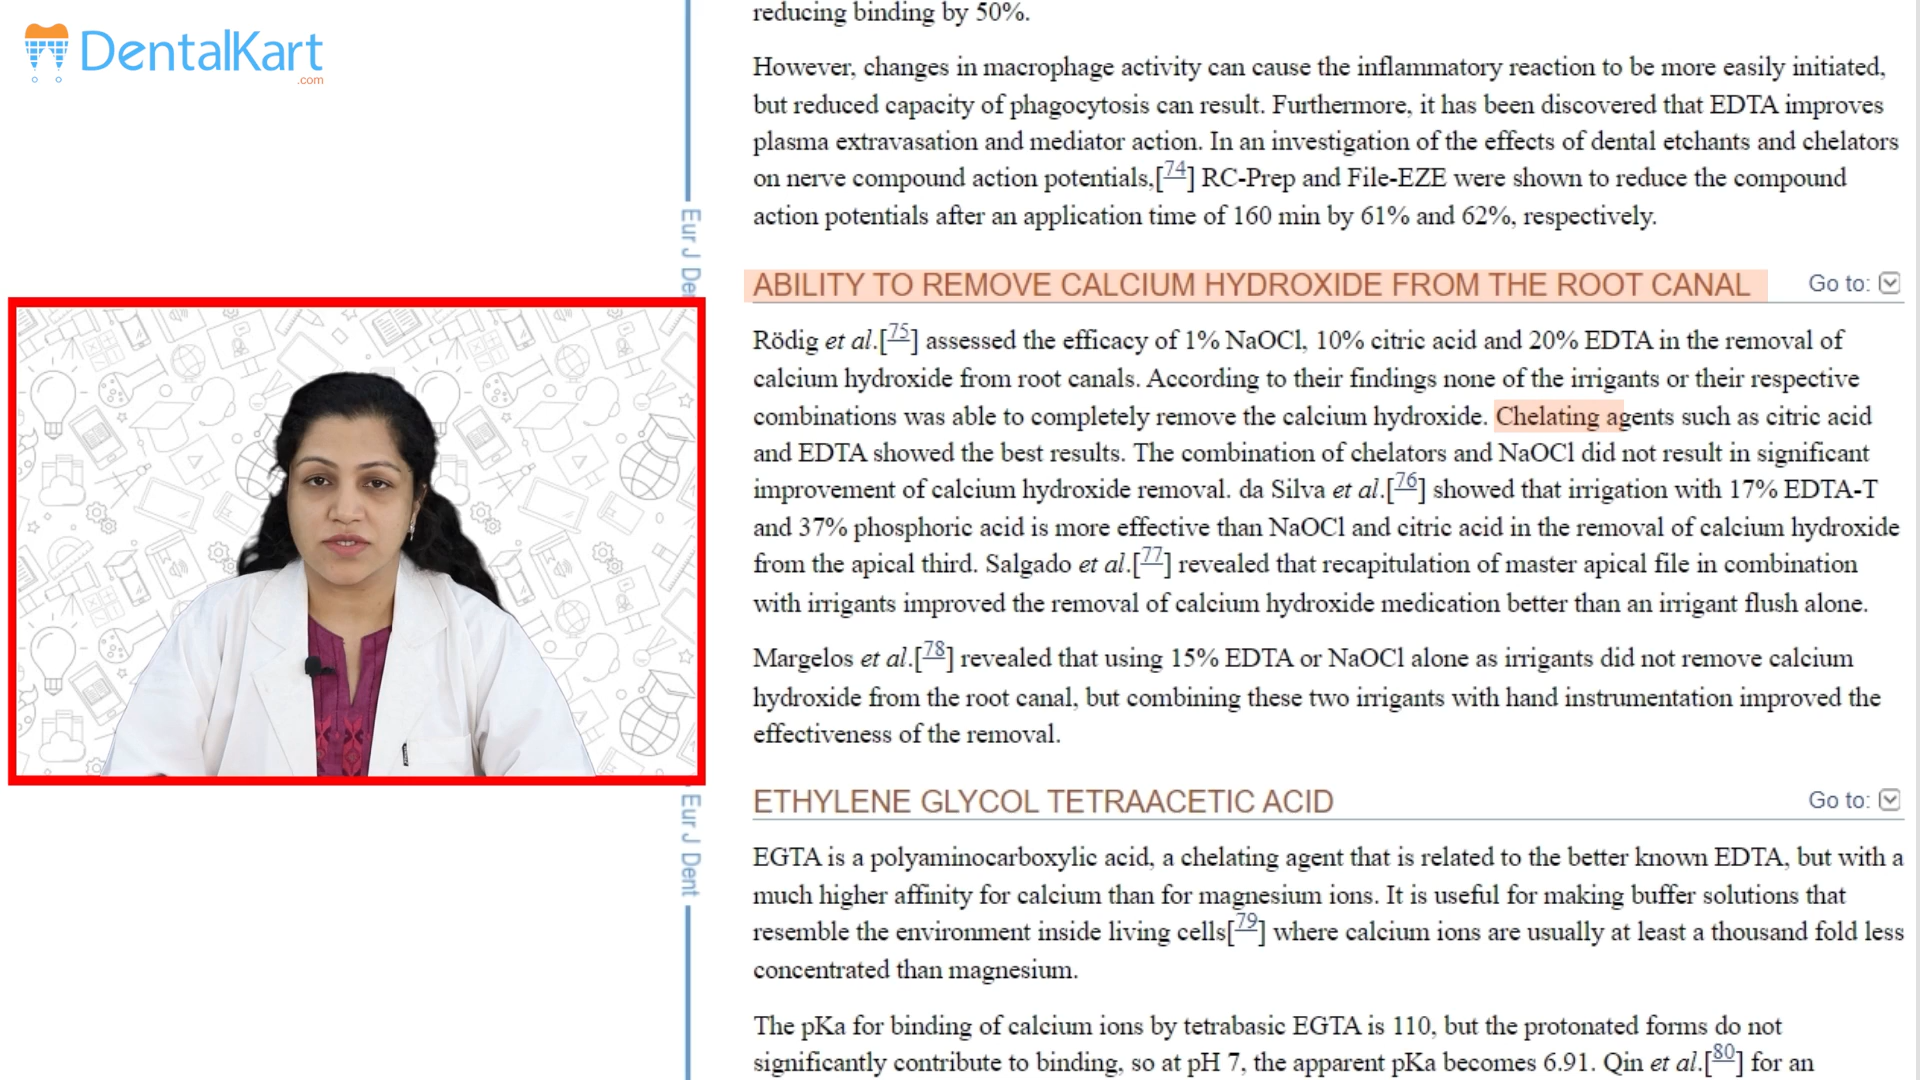 DentalKart
.com
reducing binding by 50%.
However, changes in macrophage activity can cause the inflammatory reaction to be more easily initiated,
but reduced capacity of phagocytosis can result. Furthermore, it has been discovered that EDTA improves
plasma extravasation and mediator action. In an investigation of the effects of dental etchants and chelators
on nerve compound action potentials,[74] RC-Prep and File-EZE were shown to reduce the compound
action potentials after an application time of 160 min by 61% and 62%, respectively.
Eur J De
ABILITY TO REMOVE CALCIUM HYDROXIDE FROM THE ROOT CANAL Go to:
Rödig et al.[75] assessed the efficacy of 1% NaOCl, 10% citric acid and 20% EDTA in the removal of
calcium hydroxide from root canals. According to their findings none of the irrigants or their respective
combinations was able to completely remove the calcium hydroxide. Chelating agents such as citric acid
and EDTA showed the best results. The combination of chelators and NaOCl did not result in significant
improvement of calcium hydroxide removal. da Silva et al.[76] showed that irrigation with 17% EDTA-T
and 37% phosphoric acid is more effective than NaOCl and citric acid in the removal of calcium hydroxide
from the apical third. Salgado et al.[77] revealed that recapitulation of master apical file in combination
with irrigants improved the removal of calcium hydroxide medication better than an irrigant flush alone.
Margelos et al.[78] revealed that using 15% EDTA or NaOCl alone as irrigants did not remove calcium
hydroxide from the root canal, but combining these two irrigants with hand instrumentation improved the
effectiveness of the removal.
Eur J Dent
ETHYLENE GLYCOL TETRAACETIC ACID Go to:
EGTA is a polyaminocarboxylic acid, a chelating agent that is related to the better known EDTA, but with a
much higher affinity for calcium than for magnesium ions. It is useful for making buffer solutions that
resemble the environment inside living cells[79] where calcium ions are usually at least a thousand fold less
concentrated than magnesium.
The pKa for binding of calcium ions by tetrabasic EGTA is 110, but the protonated forms do not
significantly contribute to binding, so at pH 7, the apparent pKa becomes 6.91. Qin et al.[80] for an